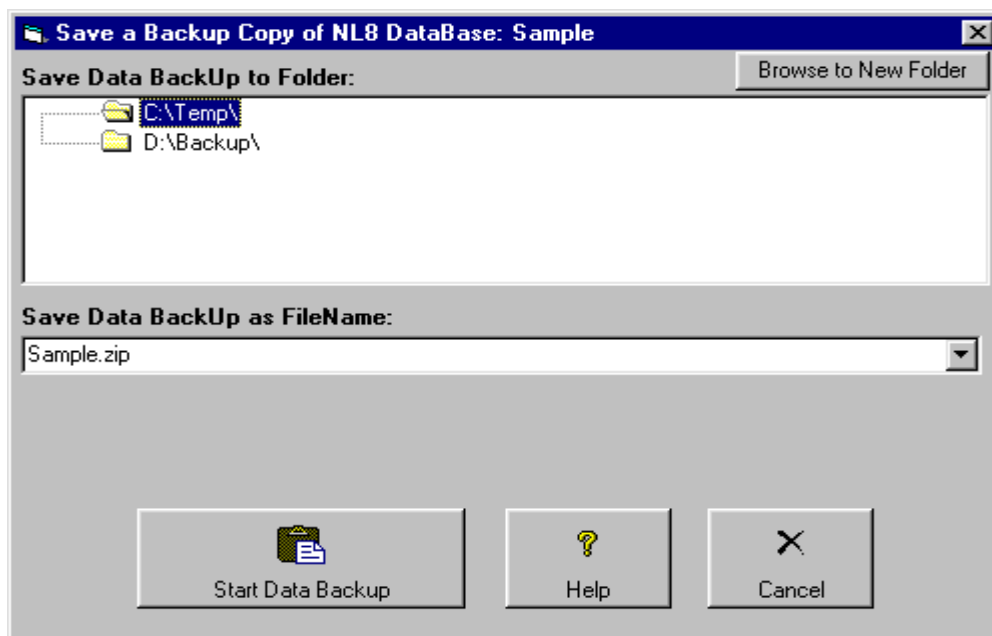 Save a Backup Copy of NL8 DataBase: Sample
Save Data BackUp to Folder:
Browse to New Folder
C:\Temp\
D:\Backup\
Save Data BackUp as FileName:
Sample.zip
Start Data Backup
Help
Cancel